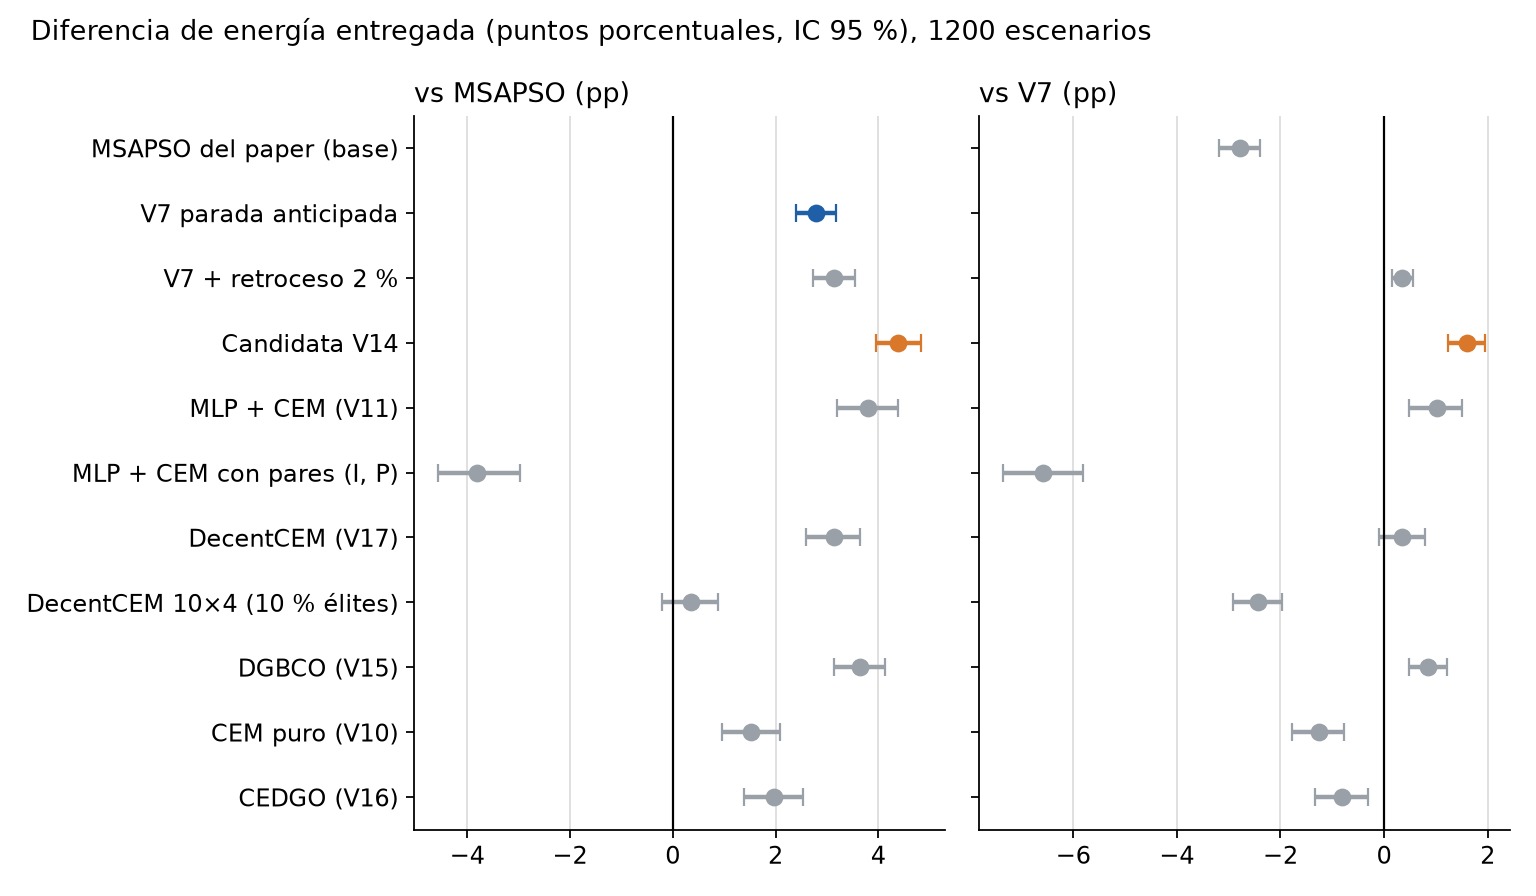 Diferencia de energía entregada (puntos porcentuales, IC 95 %), 1200 escenarios
vs MSAPSO (pp)
vs V7 (pp)
MSAPSO del paper (base)
V7 parada anticipada
V7 + retroceso 2 %
Candidata V14
MLP + CEM (V11)
MLP + CEM con pares (I, P)
DecentCEM (V17)
DecentCEM 10×4 (10 % élites)
DGBCO (V15)
CEM puro (V10)
CEDGO (V16)
−4 −2 0 2 4
−6 −4 −2 0 2